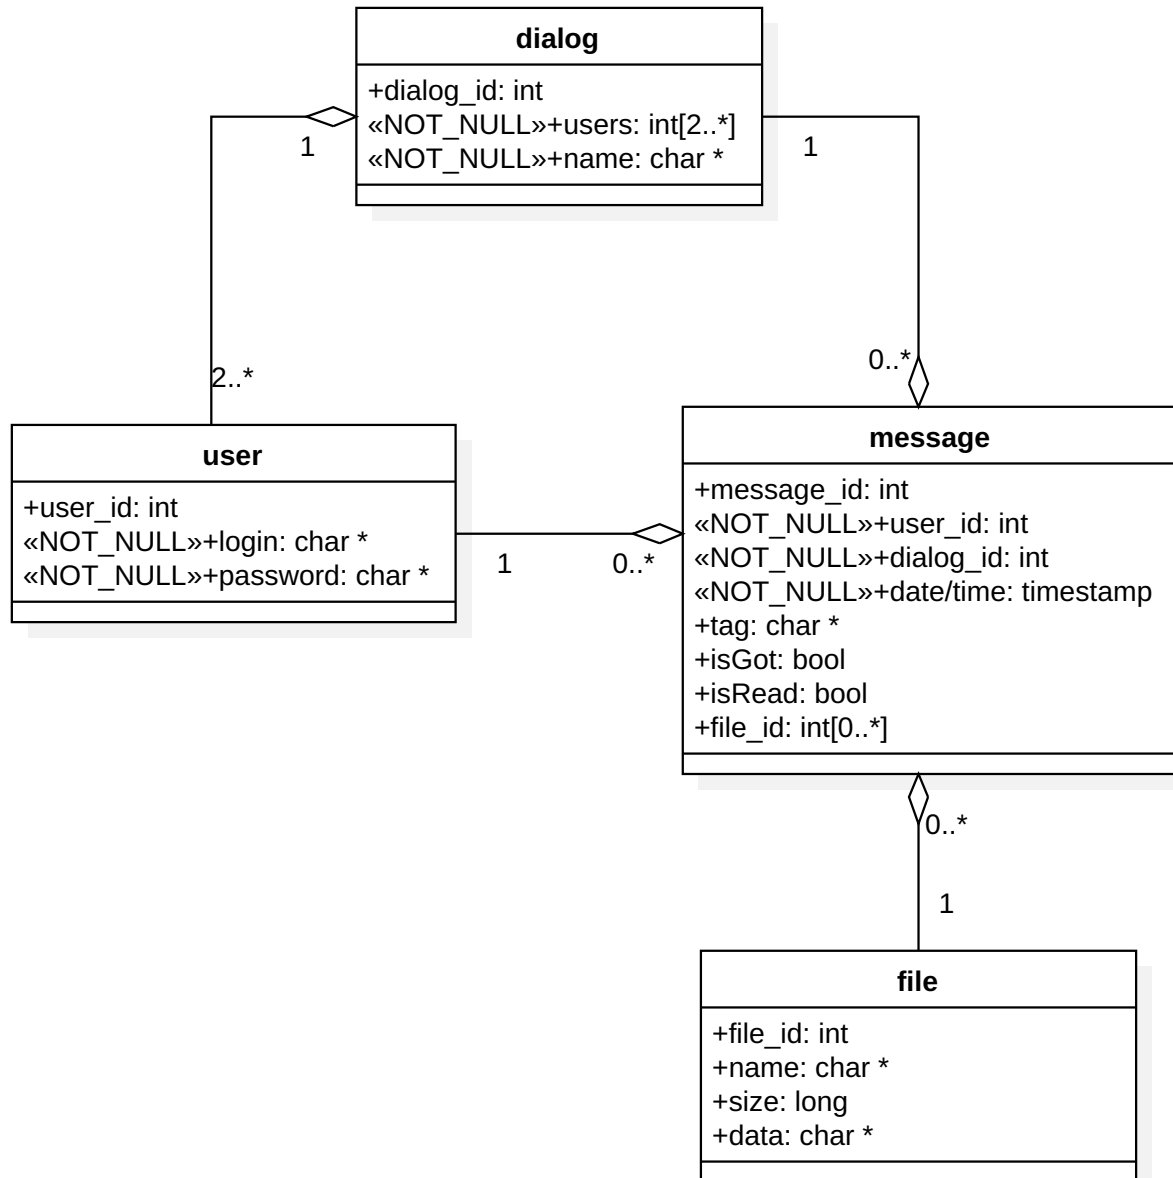 dialog
+dialog_id: int
«NOT_NULL»+users: int[2..*]
«NOT_NULL»+name: char *
1
1
2..*
0..*
user
+user_id: int
«NOT_NULL»+login: char *
«NOT_NULL»+password: char *
1
0..*
message
+message_id: int
«NOT_NULL»+user_id: int
«NOT_NULL»+dialog_id: int
«NOT_NULL»+date/time: timestamp
+tag: char *
+isGot: bool
+isRead: bool
+file_id: int[0..*]
0..*
1
file
+file_id: int
+name: char *
+size: long
+data: char *